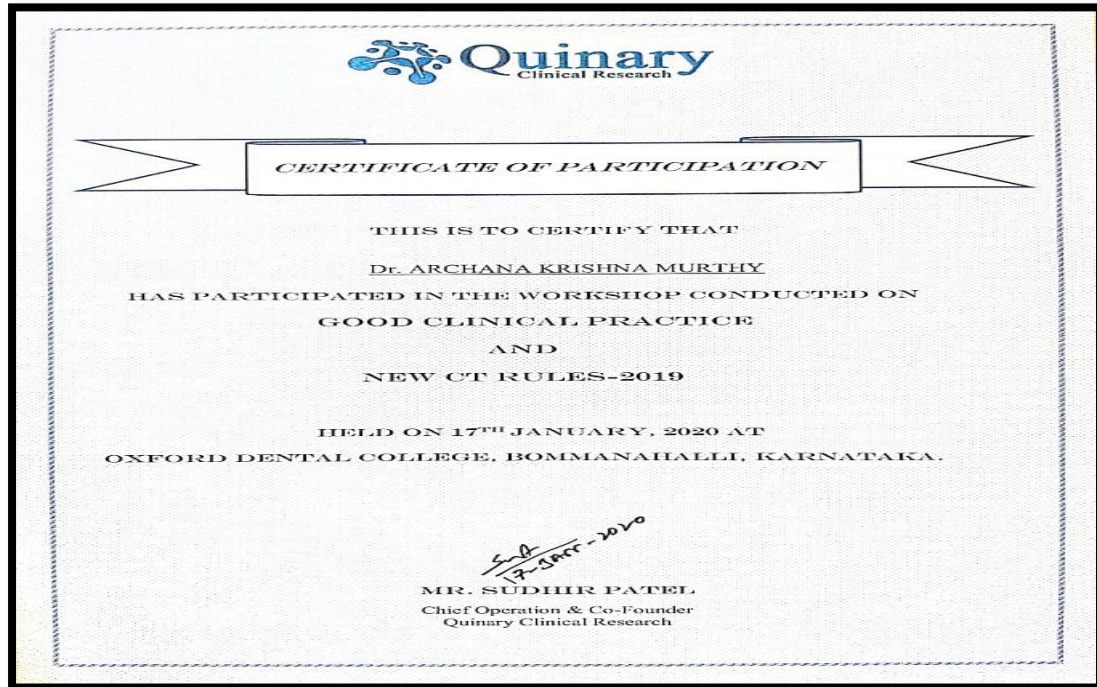 Quinary
Clinical Research
CERTIFICATE OF PARTICIPATION
THIS IS TO CERTIFY THAT
Dr. ARCHANA KRISHNA MURTHY
HAS PARTICIPATED IN THE WORKSHOP CONDUCTED ON
GOOD CLINICAL PRACTICE
AND
NEW CT RULES-2019
HELD ON 17TH JANUARY, 2020 AT
OXFORD DENTAL COLLEGE, BOMMANAHALLI, KARNATAKA.
17-Jan-2020
MR. SUDHIR PATEL
Chief Operation & Co-Founder
Quinary Clinical Research